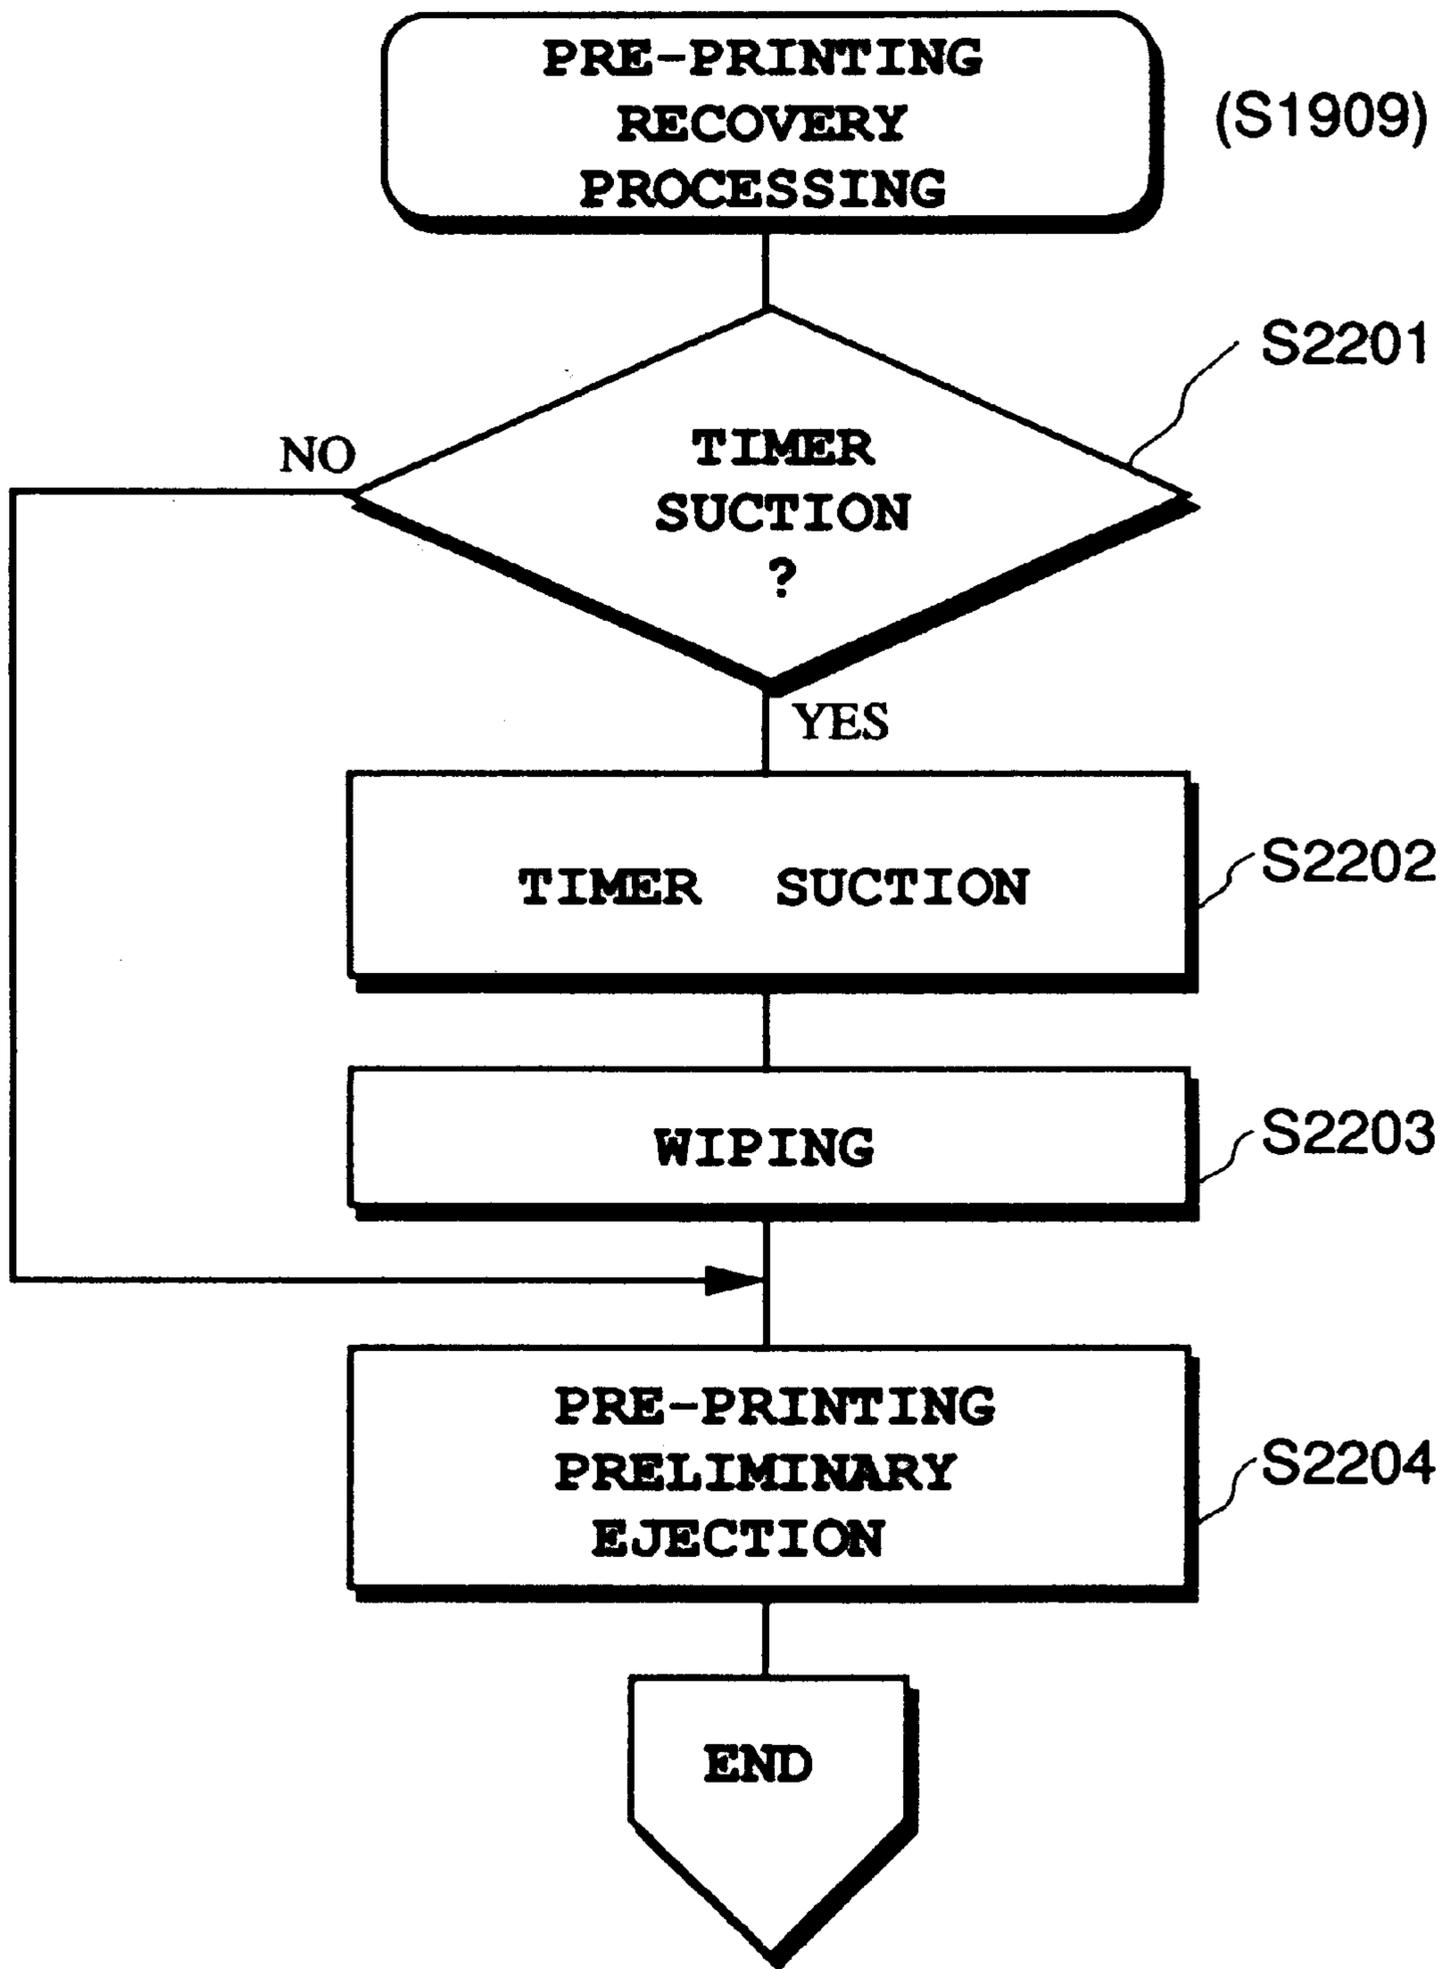 PRE-PRINTING
RECOVERY
PROCESSING
(S1909)
S2201
NO
TIMER
SUCTION
?
YES
TIMER SUCTION
S2202
WIPING
S2203
PRE-PRINTING
PRELIMINARY
EJECTION
S2204
END